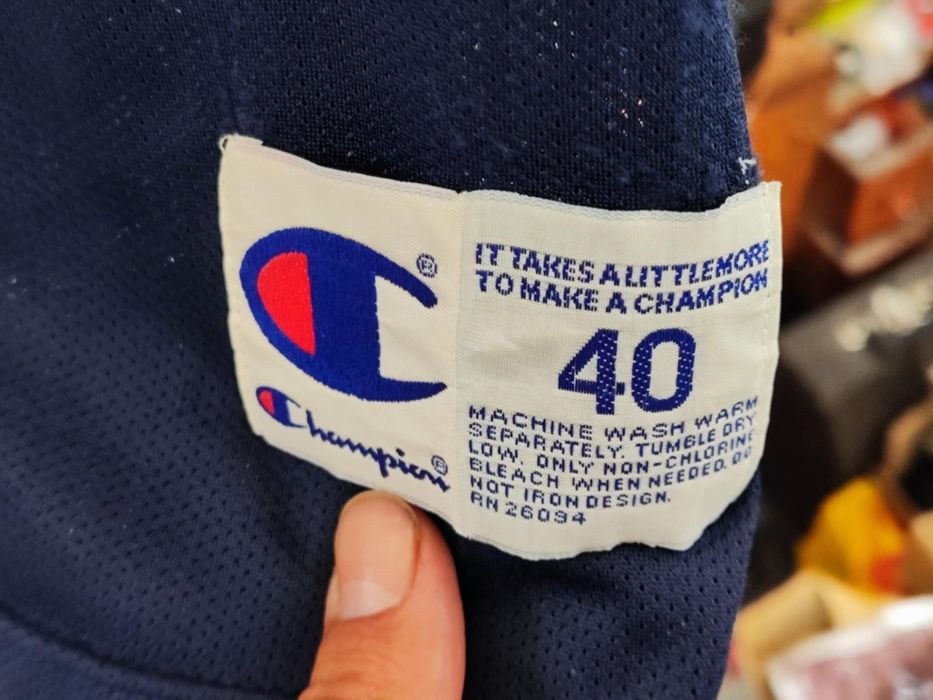 ®
Champion®
IT TAKES A LITTLE MORE
TO MAKE A CHAMPION
40
MACHINE WASH WARM
SEPARATELY. TUMBLE DRY
LOW. ONLY NON-CHLORINE
BLEACH WHEN NEEDED. DO
NOT IRON DESIGN.
RN 26094